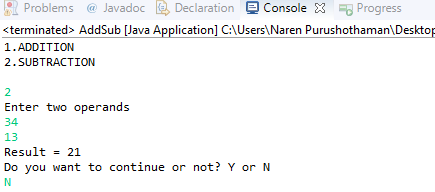 Problems @ Javadoc Declaration Console Progress
<terminated> AddSub [Java Application] C:\Users\Naren Purushothaman\Desktop
1.ADDITION
2.SUBTRACTION
2
Enter two operands
34
13
Result = 21
Do you want to continue or not? Y or N
N